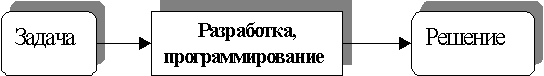 Задача
Разработка,
программирование
Решение